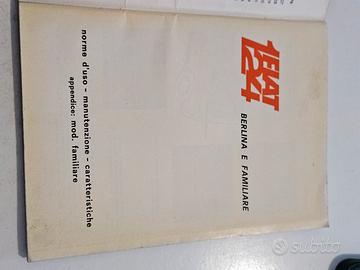 FIAT
124
BERLINA E FAMILIARE
norme d'uso - manutenzione - caratteristiche
appendice: mod. familiare
subito